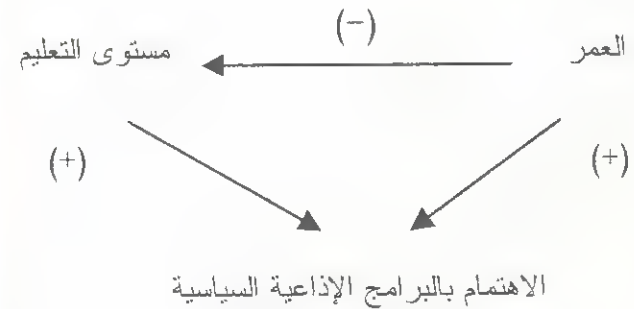 (-)
العمر
مستوى التعليم
(+)
(+)
الاهتمام بالبرامج الإذاعية السياسية